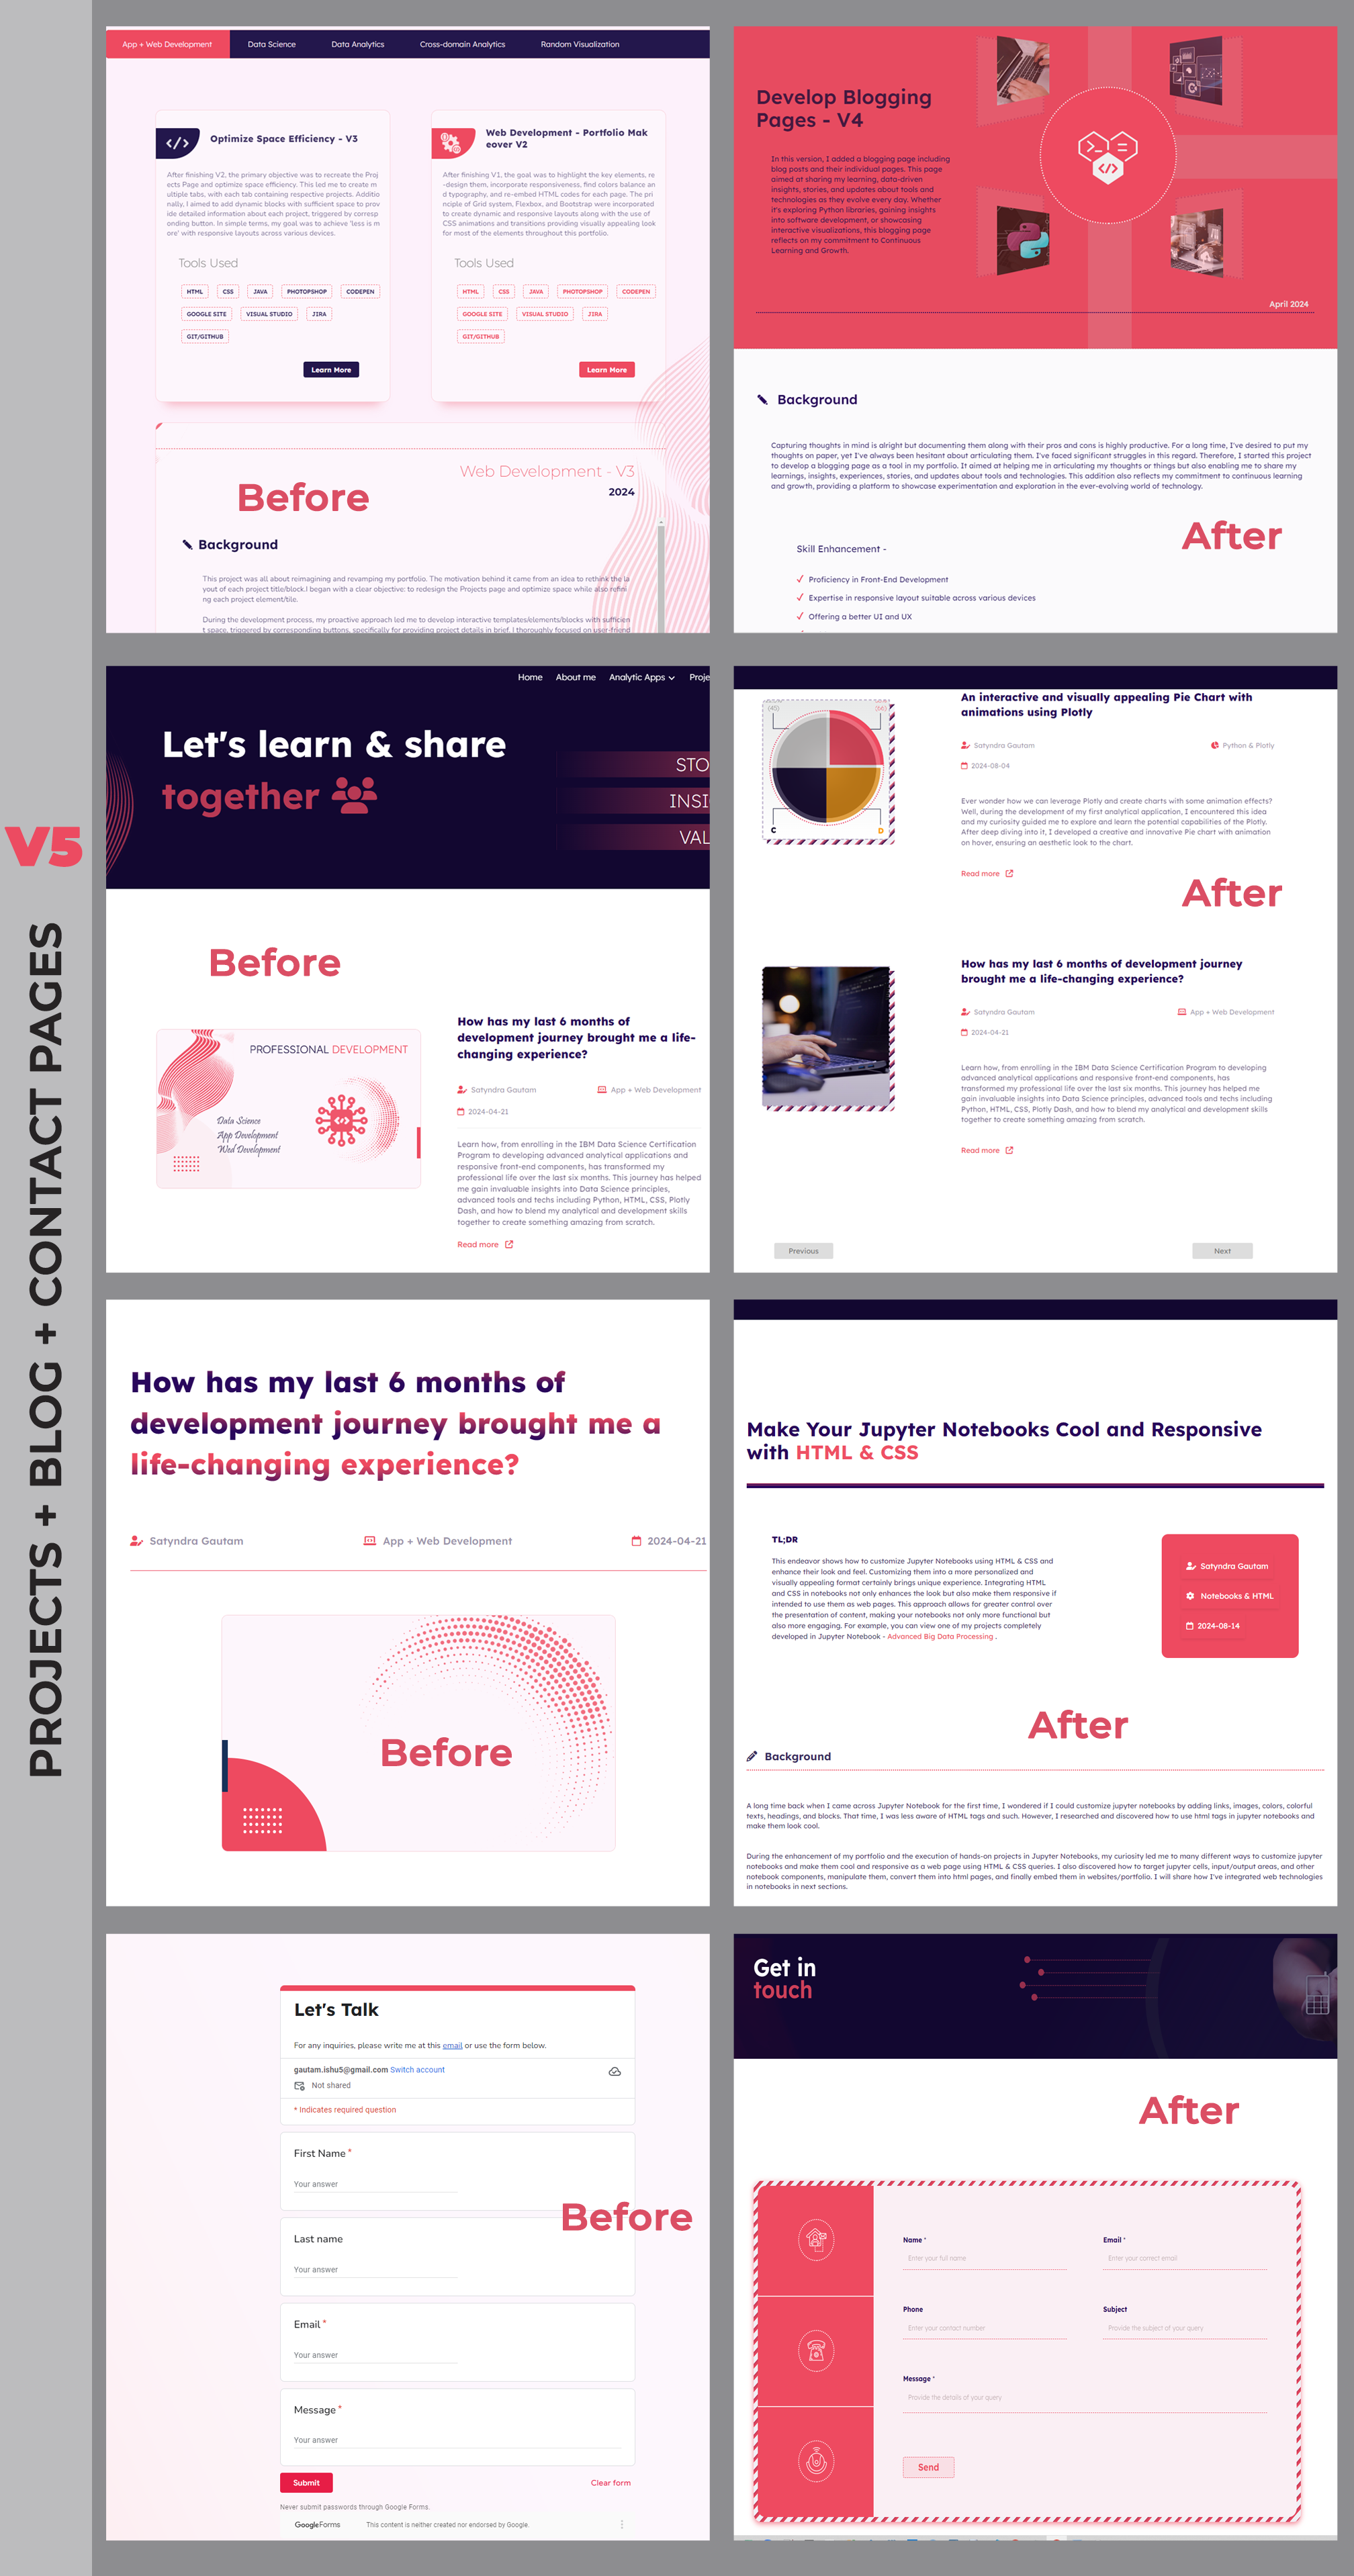 V5
PROJECTS + BLOG + CONTACT PAGES
App + Web Development
Data Science
Data Analytics
Cross-domain Analytics
Random Visualization
Optimize Space Efficiency - V3
After finishing V2, the primary objective was to recreate the Proj
ects Page and optimize space efficiency. This led me to create m
ultiple tabs, with each tab containing respective projects. Additio
nally, I aimed to add dynamic blocks with sufficient space to prov
ide detailed information about each project, triggered by corresp
onding button. In simple terms, my goal was to achieve 'less is m
ore' with responsive layouts across various devices.
Tools Used
HTML
CSS
JAVA
PHOTOPSHOP
CODEPEN
GOOGLE SITE
VISUAL STUDIO
JIRA
GIT/GITHUB
Learn More
Web Development - Portfolio Mak
eover V2
After finishing V1, the goal was to highlight the key elements, re
-design them, incorporate responsiveness, find colors balance an
d typography, and re-embed HTML codes for each page. The pri
nciple of Grid system, Flexbox, and Bootstrap were incorporated
to create dynamic and responsive layouts along with the use of
CSS animations and transitions providing visually appealing look
for most of the elements throughout this portfolio.
Tools Used
HTML
CSS
JAVA
PHOTOPSHOP
CODEPEN
GOOGLE SITE
VISUAL STUDIO
JIRA
GIT/GITHUB
Learn More
Web Development - V3
2024
Before
Background
This project was all about reimagining and revamping my portfolio. The motivation behind it came from an idea to rethink the la
yout of each project title/block.I began with a clear objective: to redesign the Projects page and optimize space while also refini
ng each project element/tile.
During the development process, my proactive approach led me to develop interactive templates/elements/blocks with sufficien
t space, triggered by corresponding buttons, specifically for providing project details in brief. I thoroughly focused on user-friend
Develop Blogging
Pages - V4
In this version, I added a blogging page including
blog posts and their individual pages. This page
aimed at sharing my learning, data-driven
insights, stories, and updates about tools and
technologies as they evolve every day. Whether
it's exploring Python libraries, gaining insights
into software development, or showcasing
interactive visualizations, this blogging page
reflects on my commitment to Continuous
Learning and Growth.
April 2024
Background
Capturing thoughts in mind is alright but documenting them along with their pros and cons is highly productive. For a long time, I've desired to put my
thoughts on paper, yet I've always been hesitant about articulating them. I've faced significant struggles in this regard. Therefore, I started this project
to develop a blogging page as a tool in my portfolio. It aimed at helping me in articulating my thoughts or things but also enabling me to share my
learnings, insights, experiences, stories, and updates about tools and technologies. This addition also reflects my commitment to continuous learning
and growth, providing a platform to showcase experimentation and exploration in the ever-evolving world of technology.
After
Skill Enhancement -
Proficiency in Front-End Development
Expertise in responsive layout suitable across various devices
Offering a better UI and UX
Home
About me
Analytic Apps
Proje
Let's learn & share
together
STO
INSI
VAL
Before
PROFESSIONAL DEVELOPMENT
Data Science
App Development
Wed Development
How has my last 6 months of
development journey brought me a life-
changing experience?
Satyndra Gautam
App + Web Development
2024-04-21
Learn how, from enrolling in the IBM Data Science Certification
Program to developing advanced analytical applications and
responsive front-end components, has transformed my
professional life over the last six months. This journey has helped
me gain invaluable insights into Data Science principles,
advanced tools and techs including Python, HTML, CSS, Plotly
Dash, and how to blend my analytical and development skills
together to create something amazing from scratch.
Read more
(45)
(56)
C
D
An interactive and visually appealing Pie Chart with
animations using Plotly
Satyndra Gautam
Python & Plotly
2024-08-04
Ever wander how we can leverage Plotly and create charts with some animation effects?
Well, during the development of my first analytical application, I encountered this idea
and my curiosity guided me to explore and learn the potential capabilities of the Plotly.
After deep diving into it, I developed a creative and innovative Pie chart with animation
on hover, ensuring an aesthetic look to the chart.
Read more
After
How has my last 6 months of development journey
brought me a life-changing experience?
Satyndra Gautam
App + Web Development
2024-04-21
Learn how, from enrolling in the IBM Data Science Certification Program to developing
advanced analytical applications and responsive front-end components, has
transformed my professional life over the last six months. This journey has helped me
gain invaluable insights into Data Science principles, advanced tools and techs including
Python, HTML, CSS, Plotly Dash, and how to blend my analytical and development skills
together to create something amazing from scratch.
Read more
Previous
Next
How has my last 6 months of
development journey brought me a
life-changing experience?
Satyndra Gautam
App + Web Development
2024-04-21
Before
Make Your Jupyter Notebooks Cool and Responsive
with HTML & CSS
TL;DR
This endeavor shows how to customize Jupyter Notebooks using HTML & CSS and
enhance their look and feel. Customizing them into a more personalized and
visually appealing format certainly brings unique experience. Integrating HTML
and CSS in notebooks not only enhances the look but also make them responsive if
intended to use them as web pages. This approach allows for greater control over
the presentation of content, making your notebooks not only more functional but
also more engaging. For example, you can view one of my projects completely
developed in Jupyter Notebook - Advanced Big Data Processing .
Satyndra Gautam
Notebooks & HTML
2024-08-14
After
Background
A long time back when I came across Jupyter Notebook for the first time, I wondered if I could customize jupyter notebooks by adding links, images, colors, colorful
texts, headings, and blocks. That time, I was less aware of HTML tags and such. However, I researched and discovered how to use html tags in jupyter notebooks and
make them look cool.
During the enhancement of my portfolio and the execution of hands-on projects in Jupyter Notebooks, my curiosity led me to many different ways to customize jupyter
notebooks and make them cool and responsive as a web page using HTML & CSS queries. I also discovered how to target jupyter cells, input/output areas, and other
notebook components, manipulate them, convert them into html pages, and finally embed them in websites/portfolio. I will share how I've integrated web technologies
in notebooks in next sections.
Let's Talk
For any inquiries, please write me at this email or use the form below.
gautam.ishu5@gmail.com Switch account
Not shared
* Indicates required question
First Name *
Your answer
Before
Last name
Your answer
Email *
Your answer
Message *
Your answer
Submit
Clear form
Never submit passwords through Google Forms.
Google Forms
This content is neither created nor endorsed by Google.
Get in
touch
After
Name *
Enter your full name
Email *
Enter your correct email
Phone
Enter your contact number
Subject
Provide the subject of your query
Message *
Provide the details of your query
Send